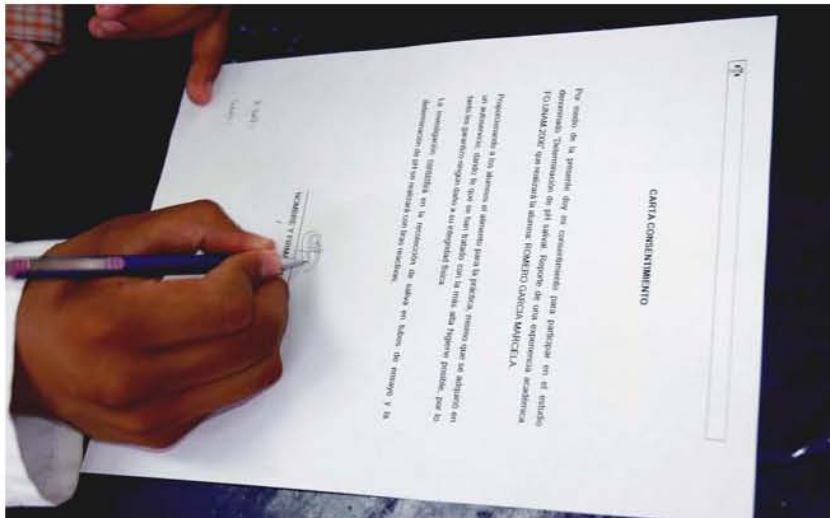 CARTA CONSENTIMIENTO
Por medio de la presente doy mi consentimiento para participar en el estudio
denominado "Determinación de pH salivar. Reporte de una experiencia académica
FO.UNAM.2006" que realizará la alumna: ROMERO GARCIA MARCELA.
Proporcionando a los alumnos el alimento para la práctica, mismo que se adquirió en
un autoservicio, dando lo que se han tratado con la más alta higiene posible, por lo
tanto les garantizo ningún daño a su integridad física.
La investigación consistirá en la recolección de saliva en tubos de ensayo y la
determinación de pH se realizará con tiras reactivas.
NOMBRE Y FIRMA